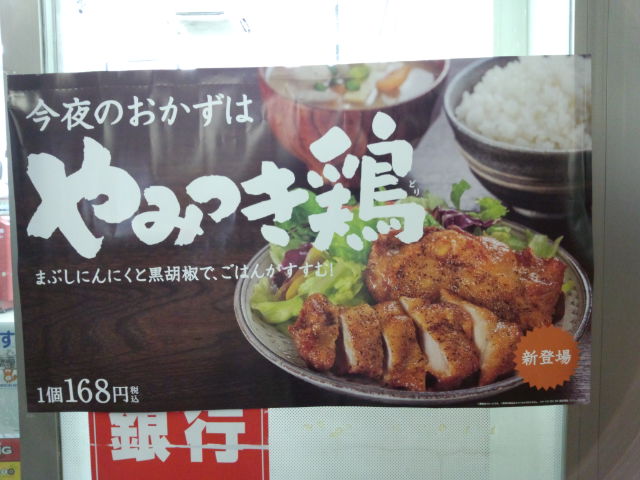 今夜のおかずは
やみつき鶏
どり
まぶしにんにくと黒胡椒で、ごはんがすすむ!
新登場
1個168円税込
銀行